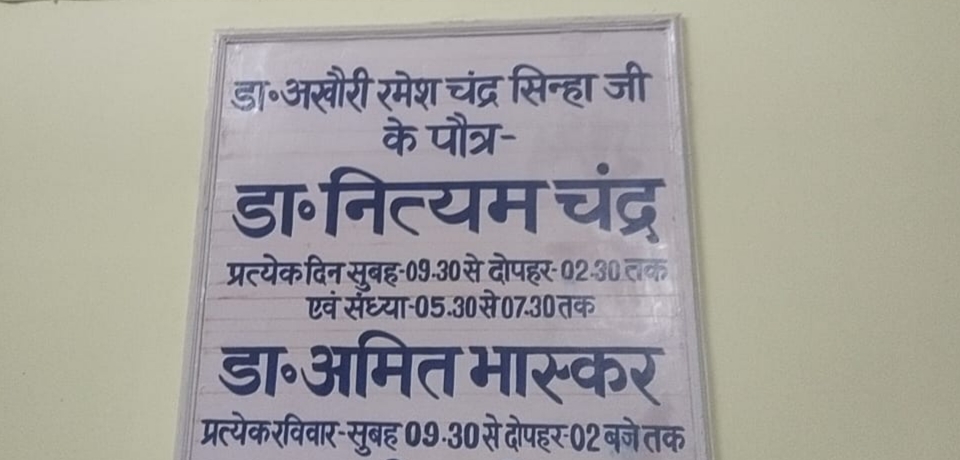 डा॰अखौरी रमेश चंद्र सिन्हा जी
के पौत्र-
डा॰नित्यम चंद्र
प्रत्येक दिन सुबह-09.30 से दोपहर-02.30 तक
एवं संध्या-05.30 से 07.30 तक
डा॰अमित भास्कर
प्रत्येक रविवार-सुबह 09.30 से दोपहर-02 बजे तक